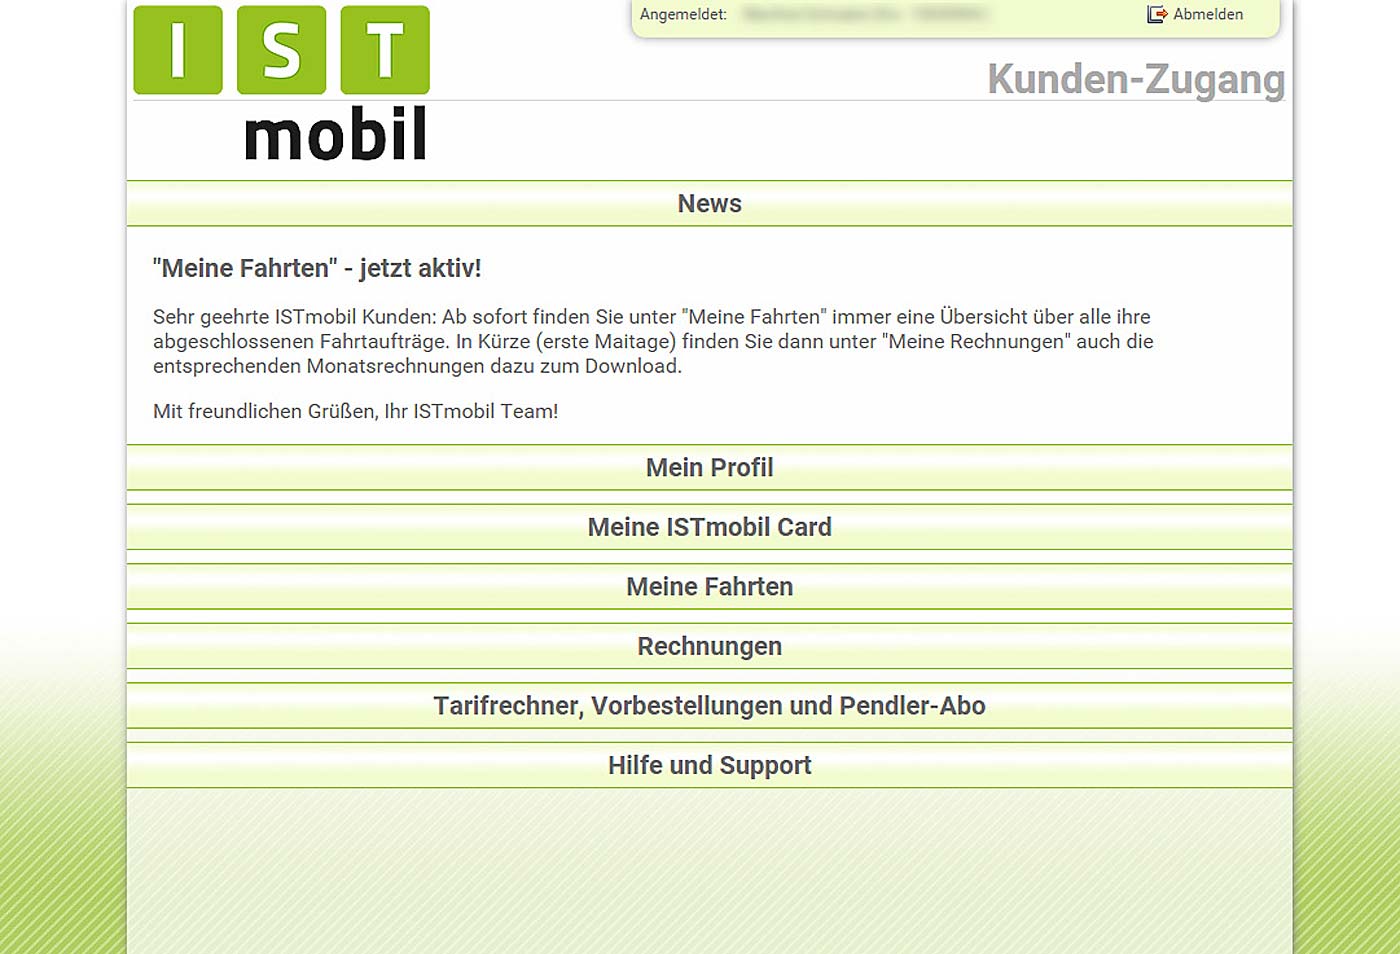 Angemeldet:
Abmelden
IST
mobil
Kunden-Zugang
News
"Meine Fahrten" - jetzt aktiv!
Sehr geehrte ISTmobil Kunden: Ab sofort finden Sie unter "Meine Fahrten" immer eine Übersicht über alle ihre
abgeschlossenen Fahrtaufträge. In Kürze (erste Maitage) finden Sie dann unter "Meine Rechnungen" auch die
entsprechenden Monatsrechnungen dazu zum Download.
Mit freundlichen Grüßen, Ihr ISTmobil Team!
Mein Profil
Meine ISTmobil Card
Meine Fahrten
Rechnungen
Tarifrechner, Vorbestellungen und Pendler-Abo
Hilfe und Support